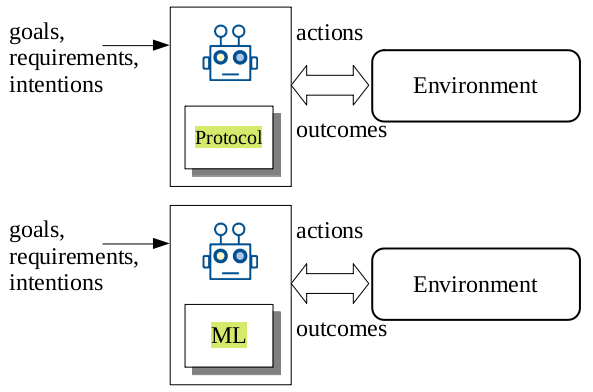 goals,
requirements,
intentions
actions
outcomes
Protocol
Environment
goals,
requirements,
intentions
actions
outcomes
ML
Environment